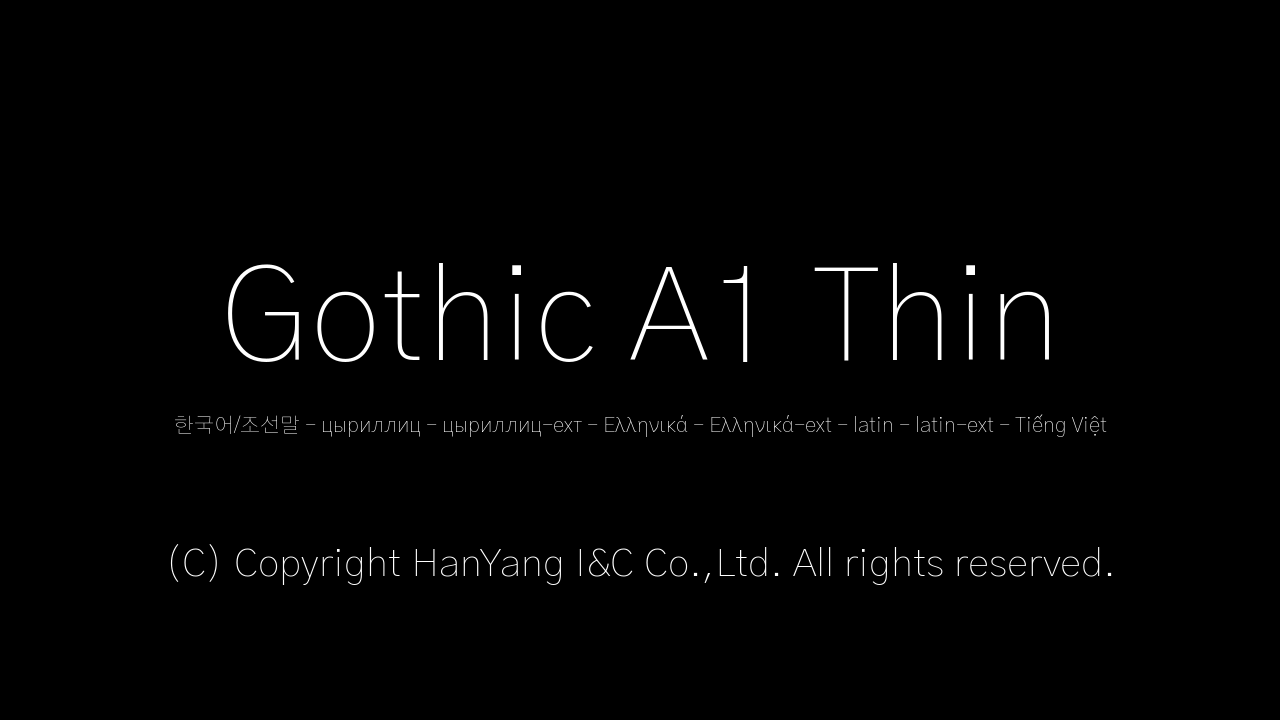 Gothic A1 Thin
한국어/조선말 - цыриллиц - цыриллиц-ехт - Ελληνικά - Ελληνικά-ext - latin - latin-ext - Tiếng Việt
(C) Copyright HanYang I&C Co.,Ltd. All rights reserved.